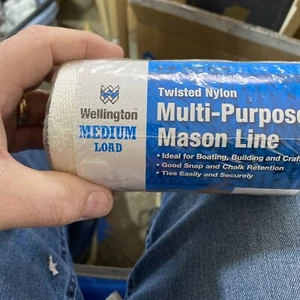 Wellington
MEDIUM
LOAD
Twisted Nylon
Multi-Purpose
Mason Line
• Ideal for Boating, Building and Craf
• Good Snap and Chalk Retention
• Ties Easily and Securely